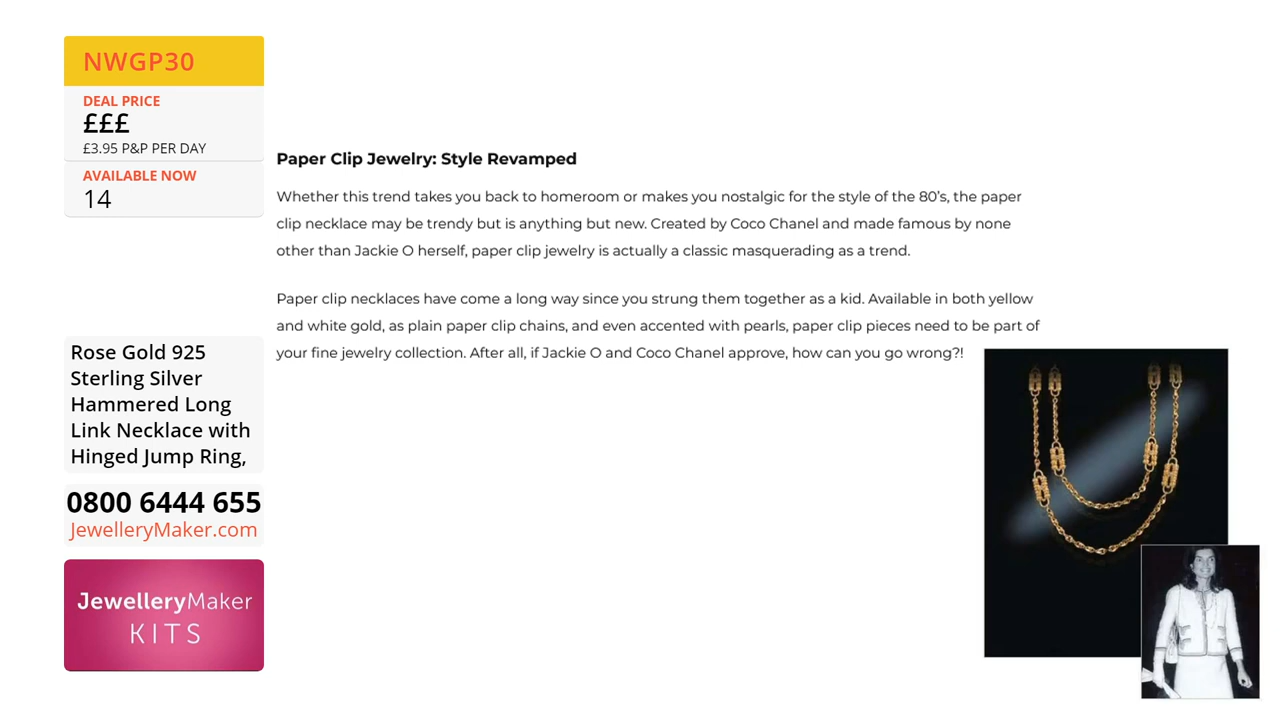 NWGP30
DEAL PRICE
£££
£3.95 P&P PER DAY
AVAILABLE NOW
14
Paper Clip Jewelry: Style Revamped
Whether this trend takes you back to homeroom or makes you nostalgic for the style of the 80's, the paper
clip necklace may be trendy but is anything but new. Created by Coco Chanel and made famous by none
other than Jackie O herself, paper clip jewelry is actually a classic masquerading as a trend.
Paper clip necklaces have come a long way since you strung them together as a kid. Available in both yellow
and white gold, as plain paper clip chains, and even accented with pearls, paper clip pieces need to be part of
your fine jewelry collection. After all, if Jackie O and Coco Chanel approve, how can you go wrong?!
Rose Gold 925
Sterling Silver
Hammered Long
Link Necklace with
Hinged Jump Ring,
0800 6444 655
JewelleryMaker.com
JewelleryMaker
KITS